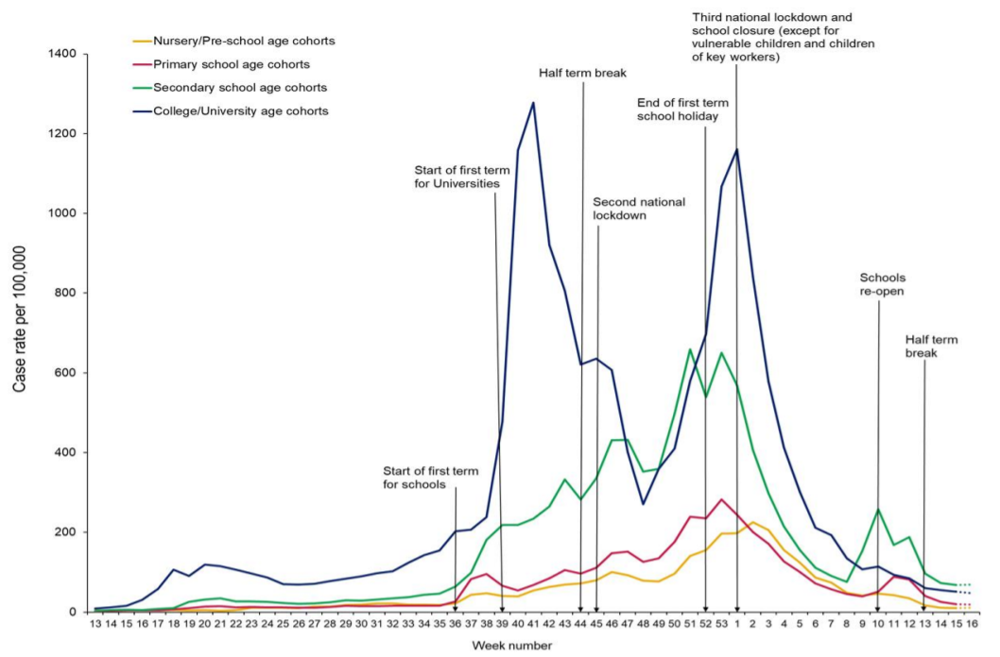 Third national lockdown and
school closure (except for
vulnerable children and children
of key workers)
1400
Nursery/Pre-school age cohorts
Primary school age cohorts
Secondary school age cohorts
College/University age cohorts
Half term break
End of first term
school holiday
1200
Start of first term
for Universities
Second national
lockdown
1000
Schools
re-open
800
Half term
break
600
Start of first term
for schools
400
200
0
Case rate per 100,000
13 14 15 16 17 18 19 20 21 22 23 24 25 26 27 28 29 30 31 32 33 34 35 36 37 38 39 40 41 42 43 44 45 46 47 48 49 50 51 52 53 1 2 3 4 5 6 7 8 9 10 11 12 13 14 15 16
Week number